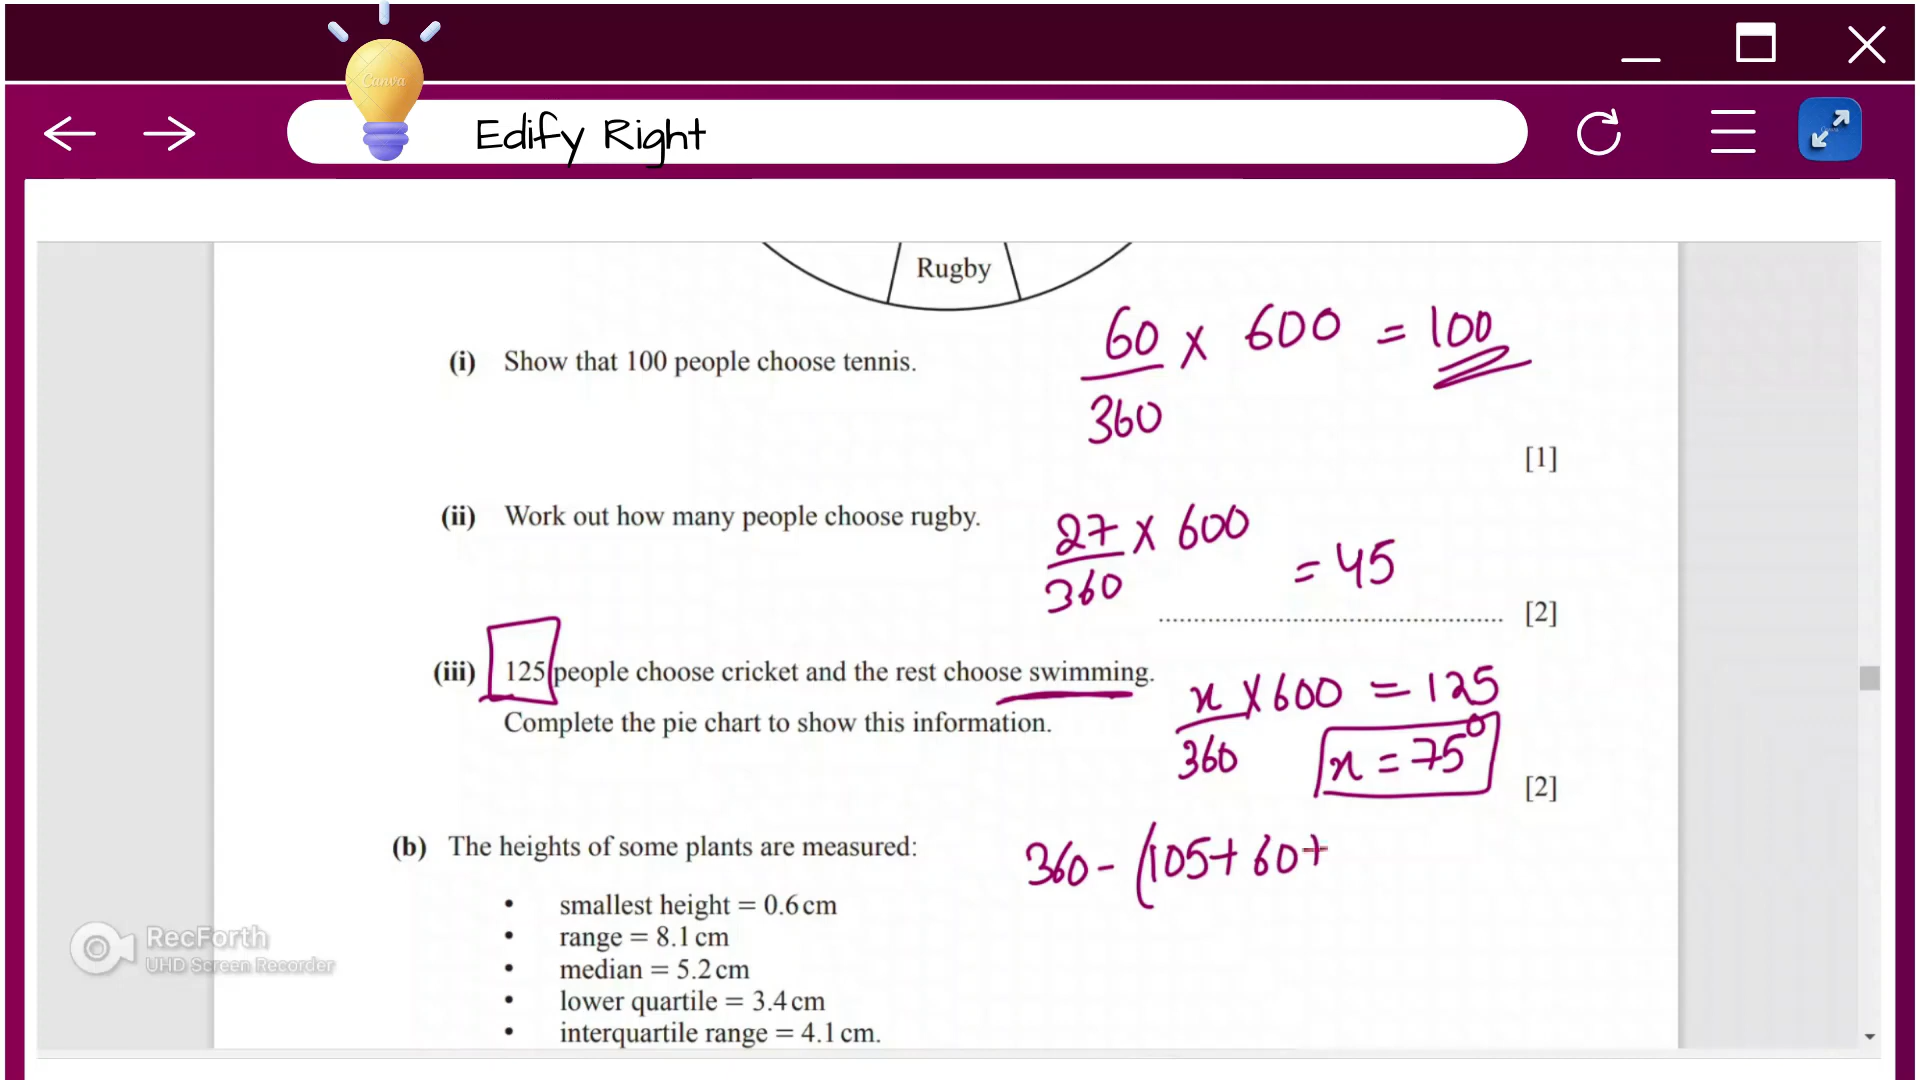 Canva
Edify Right
Rugby
(i) Show that 100 people choose tennis.
60/360 × 600 = 100
[1]
(ii) Work out how many people choose rugby.
27/360 × 600 = 45
[2]
(iii) 125 people choose cricket and the rest choose swimming.
Complete the pie chart to show this information.
x/360 × 600 = 125
x = 75°
[2]
360 - (105 + 60 +
(b) The heights of some plants are measured:
• smallest height = 0.6 cm
• range = 8.1 cm
• median = 5.2 cm
• lower quartile = 3.4 cm
• interquartile range = 4.1 cm.
RecForth
UHD Screen Recorder